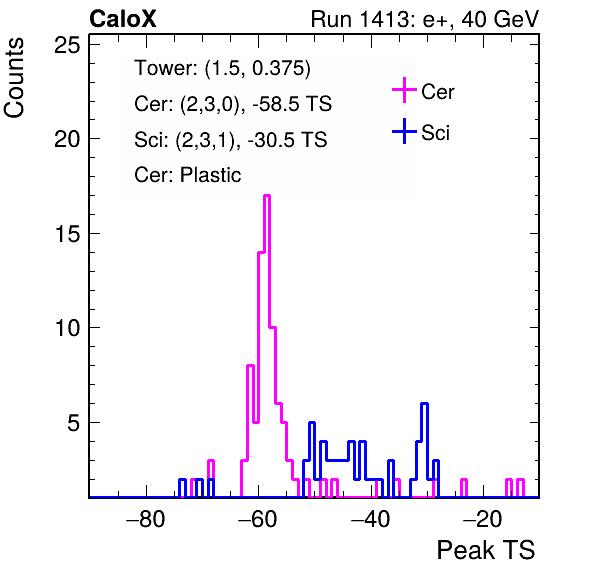 CaloX Run 1413: e+, 40 GeV
Counts
25
20
15
10
5
Tower: (1.5, 0.375)
Cer: (2,3,0), -58.5 TS
Sci: (2,3,1), -30.5 TS
Cer: Plastic
Cer
Sci
−80 −60 −40 −20
Peak TS